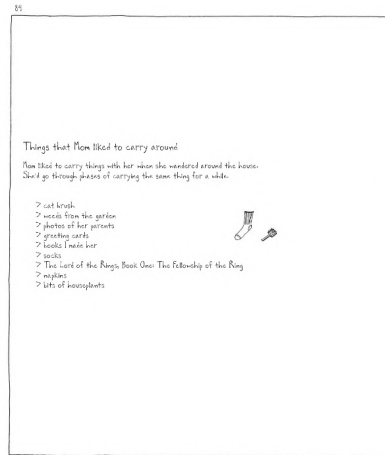 84
Things that Mom liked to carry around
Mom liked to carry things with her when she wandered around the house.
She'd go through phases of carrying the same thing for a while.
> cat brush
> weeds from the garden
> photos of her parents
> greeting cards
> books I made her
> socks
> The Lord of the Rings, Book One: The Fellowship of the Ring
> napkins
> bits of houseplants